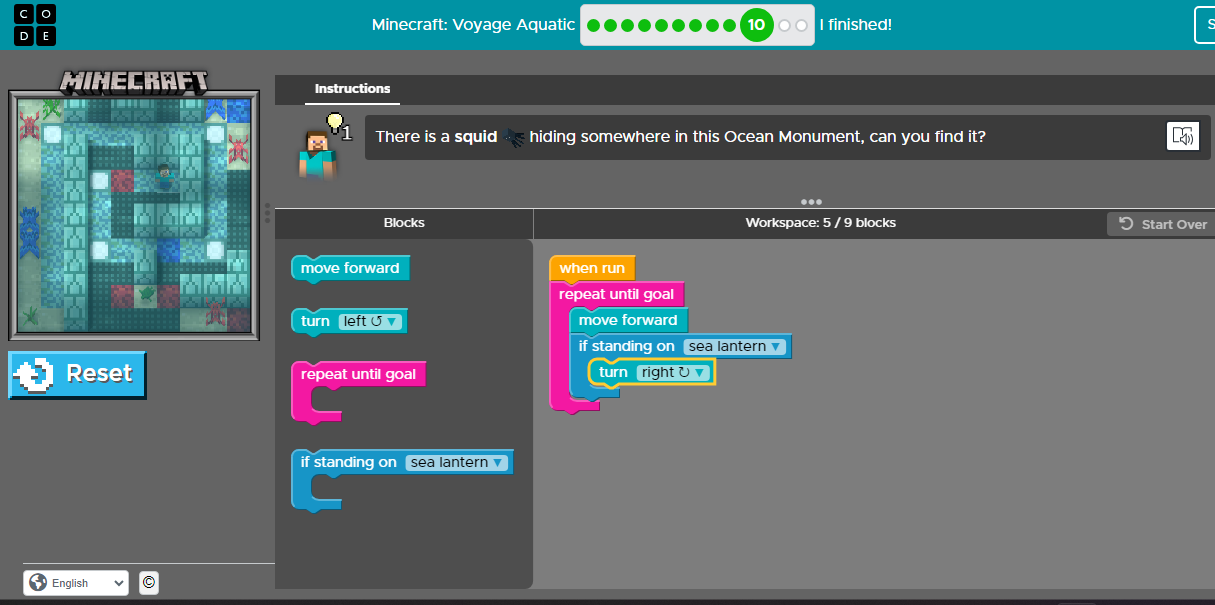 C O
D E
Minecraft: Voyage Aquatic
10
I finished!
S
MINECRAFT
Instructions
1
There is a squid hiding somewhere in this Ocean Monument, can you find it?
Blocks
Workspace: 5 / 9 blocks
Start Over
move forward
turn left ↺ ▼
repeat until goal
if standing on sea lantern ▼
when run
repeat until goal
move forward
if standing on sea lantern ▼
turn right ↻ ▼
Reset
English
©